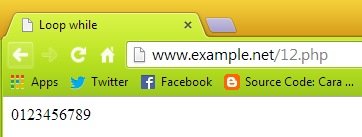 Loop while
www.example.net/12.php
Apps Twitter Facebook Source Code: Cara ...
0123456789